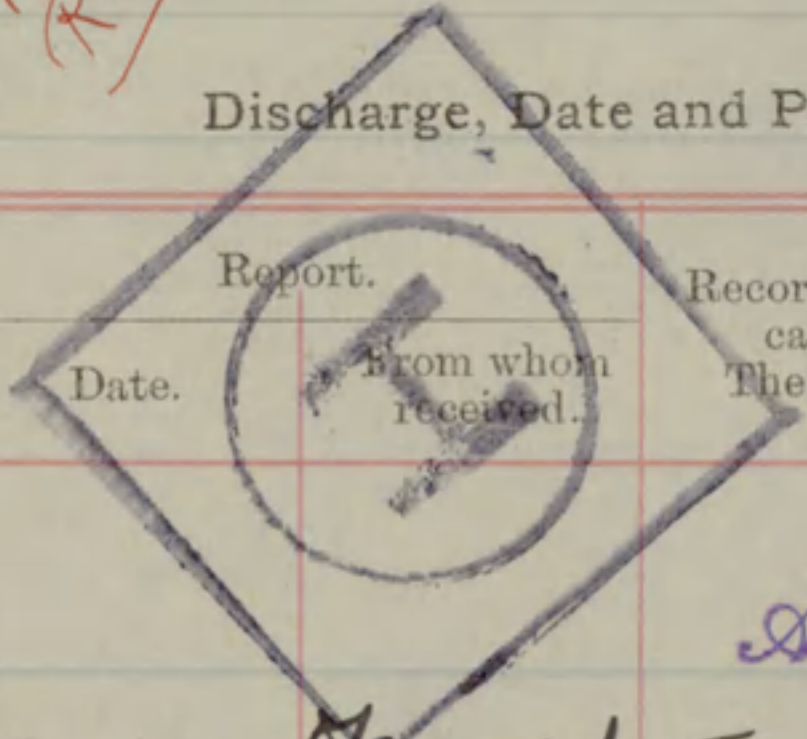 (R)
Discharge, Date and P
Report.
Recor
ca
The
Date.
From whom
received.
I